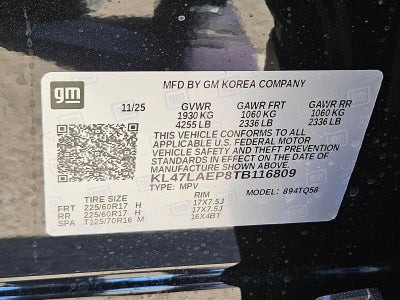 gm
MFD BY GM KOREA COMPANY
11/25 GVWR GAWR FRT GAWR RR
1930 KG 1060 KG 1060 KG
4255 LB 2336 LB 2336 LB
THIS VEHICLE CONFORMS TO ALL
APPLICABLE U.S. FEDERAL MOTOR
VEHICLE SAFETY AND THEFT PREVENTION
STANDARDS IN EFFECT ON THE DATE OF
MANUFACTURE SHOWN ABOVE.
KL47LAEP8TB116809
TYPE: MPV MODEL: 894TQ58
TIRE SIZE RIM
FRT 225/60R17 H 17X7.5J
RR 225/60R17 H 17X7.5J
SPA T125/70R16 M 16X4BT